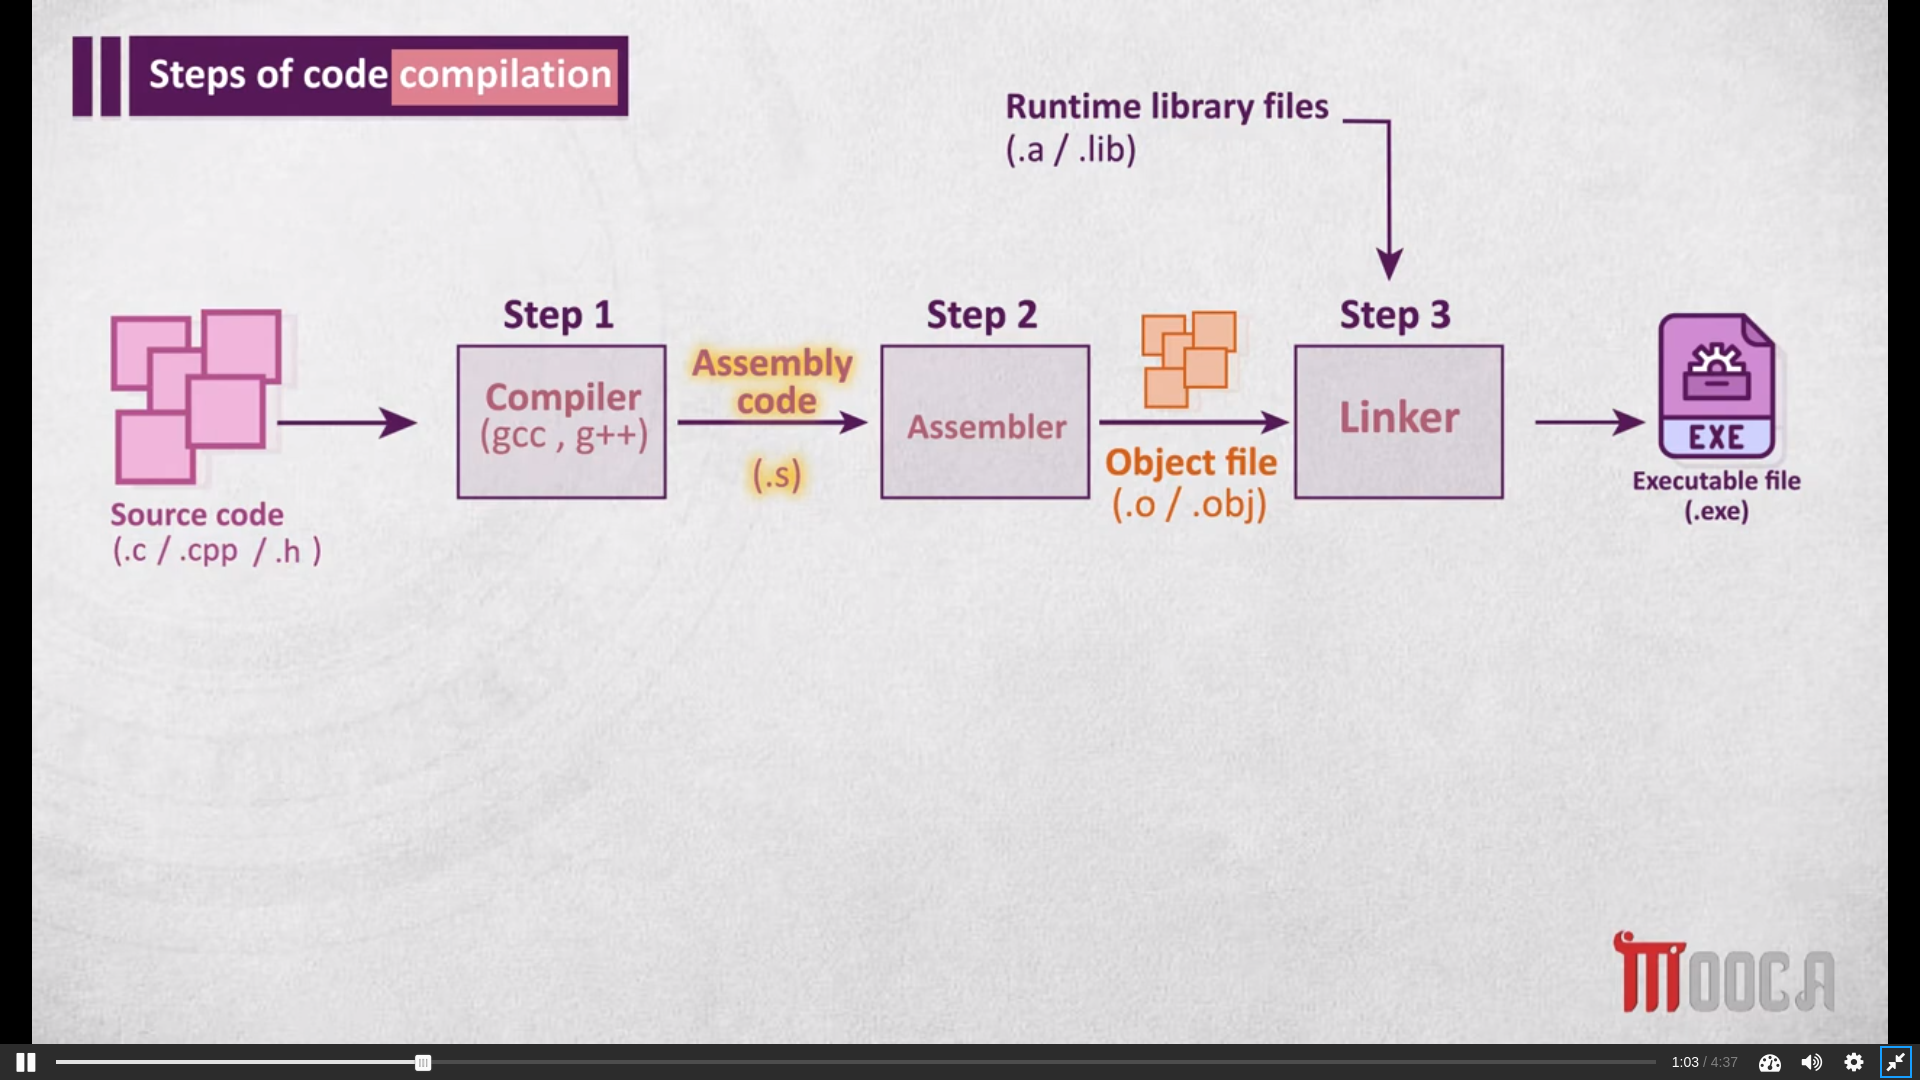 Steps of code compilation
Runtime library files
(.a / .lib)
Step 1
Step 2
Step 3
Assembly
code
(.s)
Compiler
(gcc , g++)
Assembler
Linker
Object file
(.o / .obj)
EXE
Executable file
(.exe)
Source code
(.c / .cpp / .h )
MOOCA
1:03 / 4:37